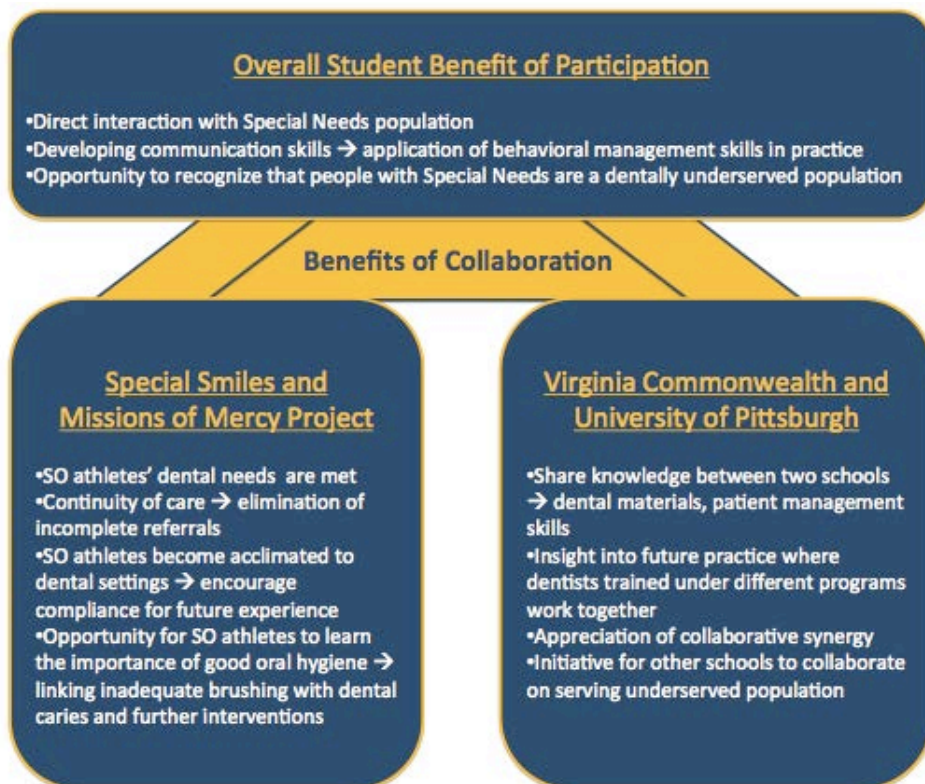 Overall Student Benefit of Participation
•Direct interaction with Special Needs population
•Developing communication skills → application of behavioral management skills in practice
•Opportunity to recognize that people with Special Needs are a dentally underserved population
Benefits of Collaboration
Special Smiles and
Missions of Mercy Project
•SO athletes' dental needs are met
•Continuity of care → elimination of
incomplete referrals
•SO athletes become acclimated to
dental settings → encourage
compliance for future experience
•Opportunity for SO athletes to learn
the importance of good oral hygiene →
linking inadequate brushing with dental
caries and further interventions
Virginia Commonwealth and
University of Pittsburgh
•Share knowledge between two schools
→ dental materials, patient management
skills
•Insight into future practice where
dentists trained under different programs
work together
•Appreciation of collaborative synergy
•Initiative for other schools to collaborate
on serving underserved population